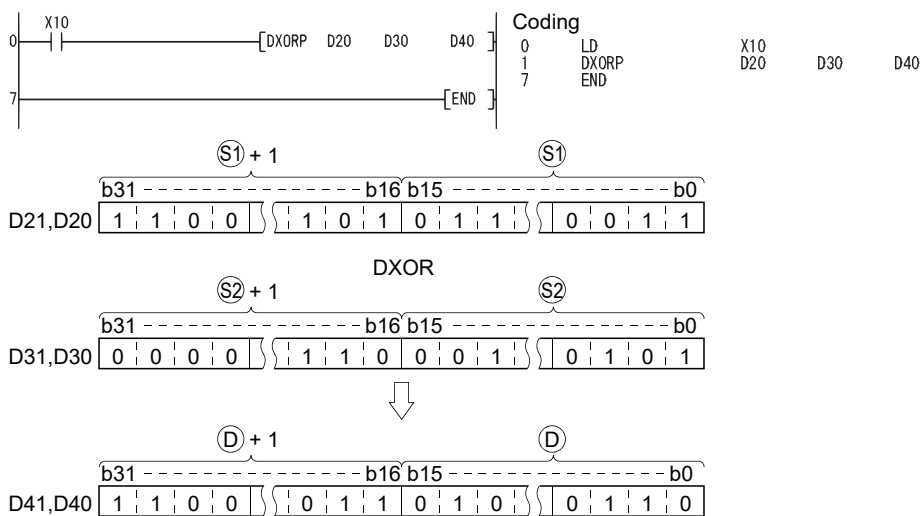 X10
0 DXORP D20 D30 D40
7 END
Coding
0 LD X10
1 DXORP D20 D30 D40
7 END
S1 + 1 S1
b31 b16 b15 b0
D21,D20 1 1 0 0 1 0 1 0 1 1 0 0 1 1
DXOR
S2 + 1 S2
b31 b16 b15 b0
D31,D30 0 0 0 0 1 1 0 0 0 1 0 1 0 1
D + 1 D
b31 b16 b15 b0
D41,D40 1 1 0 0 0 1 1 0 1 0 0 1 1 0